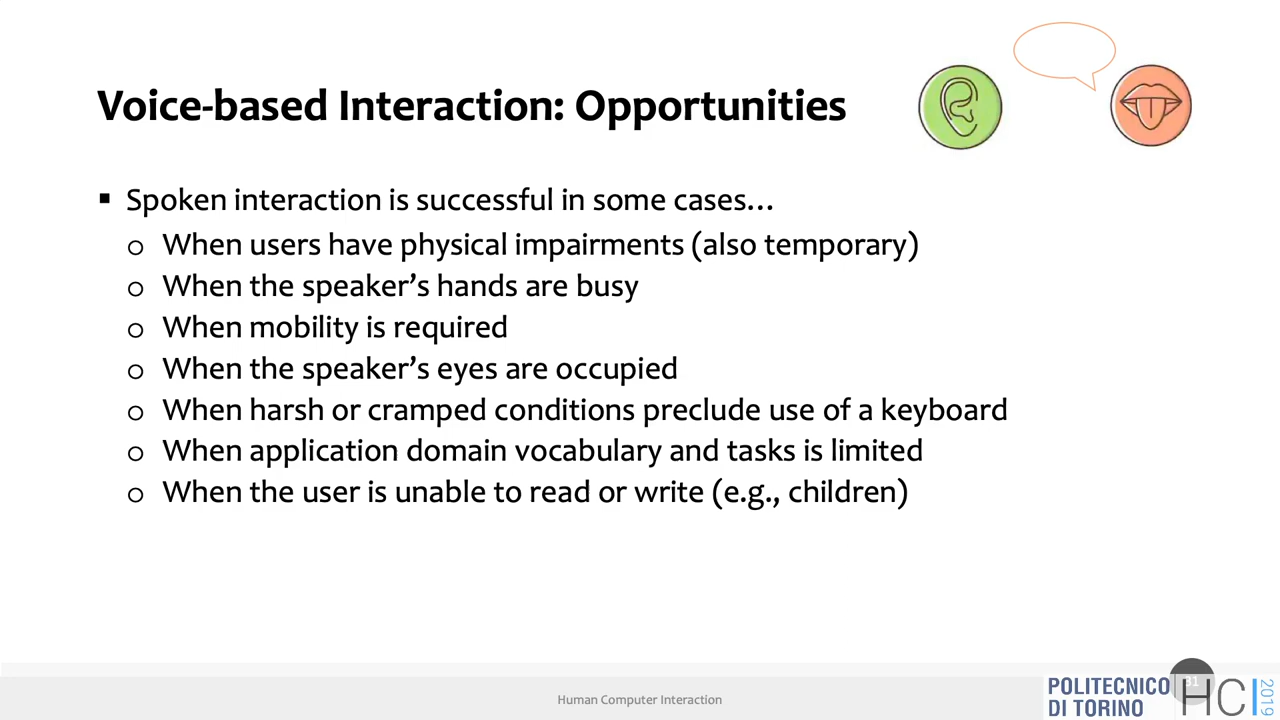 Voice-based Interaction: Opportunities
▪ Spoken interaction is successful in some cases…
o When users have physical impairments (also temporary)
o When the speaker’s hands are busy
o When mobility is required
o When the speaker’s eyes are occupied
o When harsh or cramped conditions preclude use of a keyboard
o When application domain vocabulary and tasks is limited
o When the user is unable to read or write (e.g., children)
Human Computer Interaction
POLITECNICO
DI TORINO
31
HCI
2019